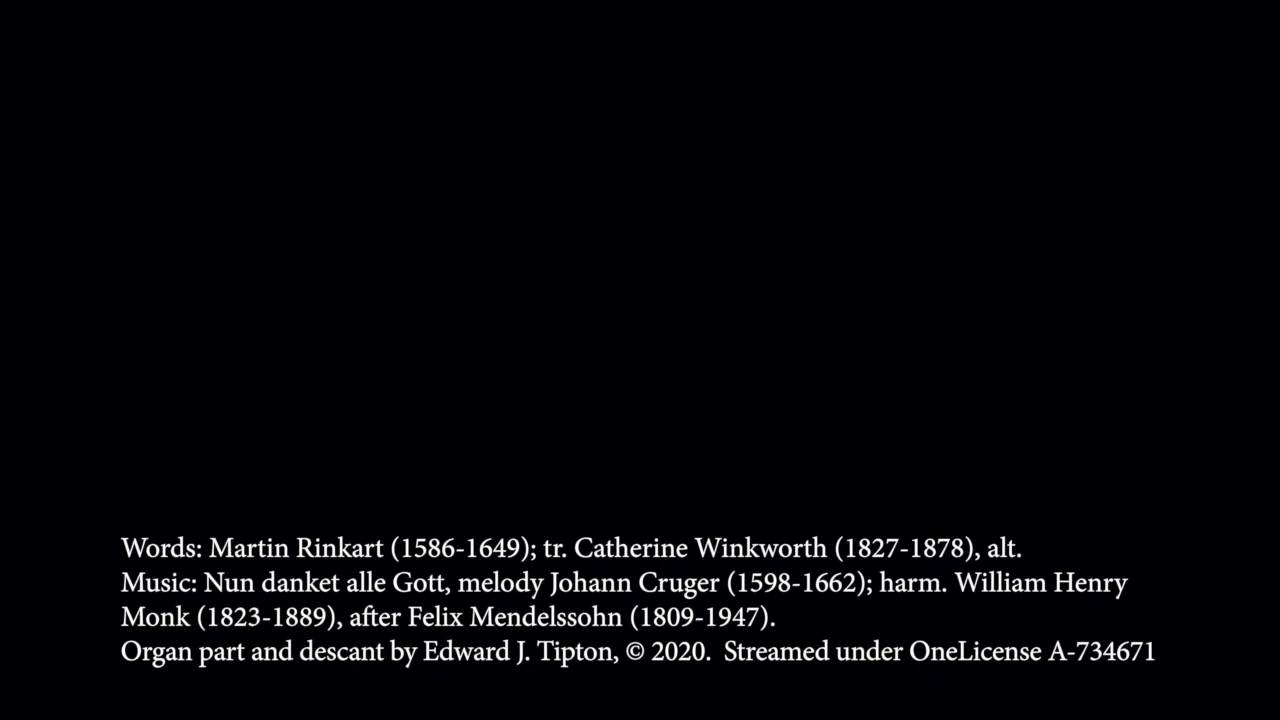 Words: Martin Rinkart (1586-1649); tr. Catherine Winkworth (1827-1878), alt.
Music: Nun danket alle Gott, melody Johann Cruger (1598-1662); harm. William Henry
Monk (1823-1889), after Felix Mendelssohn (1809-1947).
Organ part and descant by Edward J. Tipton, © 2020.  Streamed under OneLicense A-734671